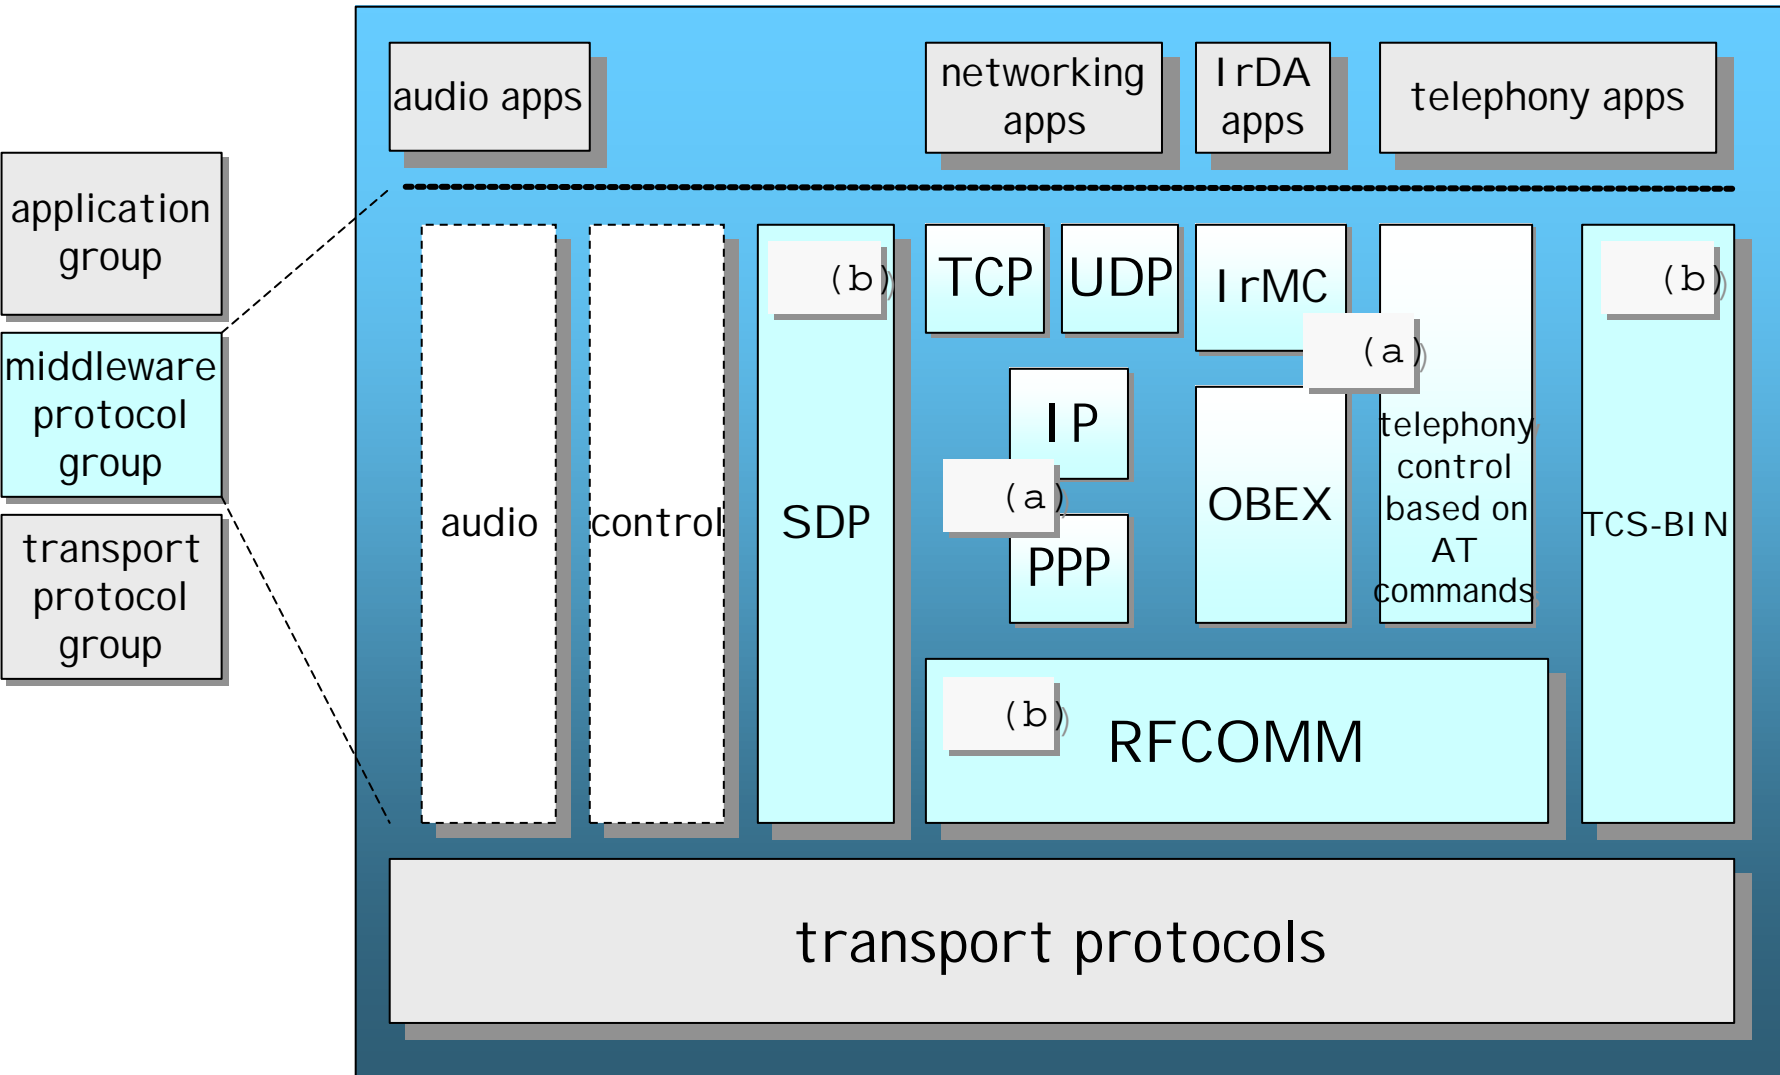 audio apps
networking
apps
IrDA
apps
telephony apps
application
group
middleware
protocol
group
transport
protocol
group
audio
control
(b)
SDP
TCP
UDP
IP
(a)
PPP
IrMC
(a)
OBEX
telephony
control
based on
AT
commands
(b)
TCS-BIN
(b)
RFCOMM
transport protocols